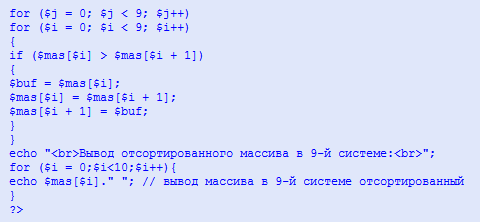 for ($j = 0; $j < 9; $j++)
for ($i = 0; $i < 9; $i++)
{
if ($mas[$i] > $mas[$i + 1])
{
$buf = $mas[$i];
$mas[$i] = $mas[$i + 1];
$mas[$i + 1] = $buf;
}
}
echo "<br>Вывод отсортированного массива в 9-й системе:<br>";
for ($i = 0;$i<10;$i++){
echo $mas[$i]." "; // вывод массива в 9-й системе отсортированный
}
?>